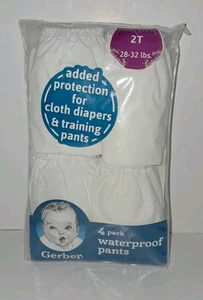 2T
28-32 lbs.
added
protection
for
cloth diapers
& training
pants
4 pack
waterproof
pants
Gerber